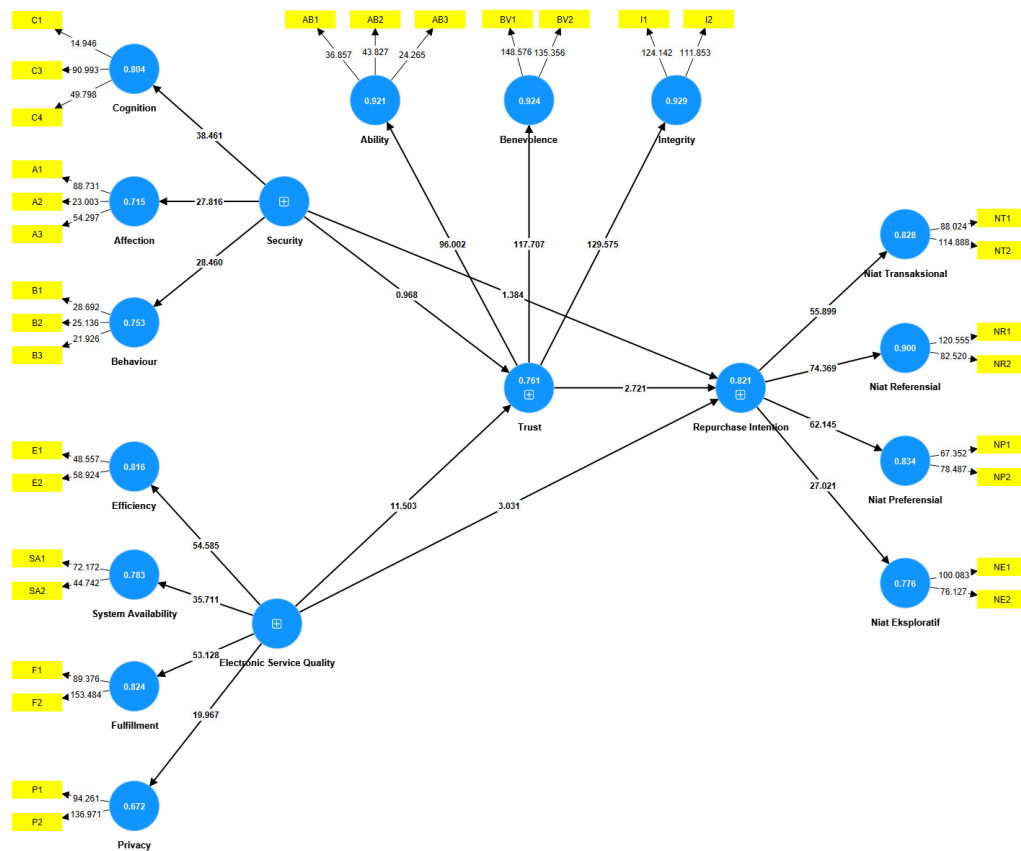 C1
C3
C4
14.946
90.993
49.798
0.804
Cognition
38.461
A1
A2
A3
88.731
23.003
54.297
0.715
Affection
27.816
B1
B2
B3
28.692
25.136
21.926
0.753
Behaviour
28.460
Security
AB1
AB2
AB3
36.857
43.827
24.265
0.921
Ability
BV1
BV2
148.576
135.356
0.924
Benevolence
I1
I2
124.142
111.853
0.929
Integrity
96.002
117.707
129.575
0.968
1.384
0.761
Trust
2.721
0.821
Repurchase Intention
11.503
3.031
55.899
74.369
62.145
27.021
0.828
Niat Transaksional
88.024
114.888
NT1
NT2
0.900
Niat Referensial
120.555
82.520
NR1
NR2
0.834
Niat Preferensial
67.352
78.487
NP1
NP2
0.776
Niat Eksploratif
100.083
76.127
NE1
NE2
E1
E2
48.557
58.924
0.816
Efficiency
54.585
SA1
SA2
72.172
44.742
0.783
System Availability
35.711
Electronic Service Quality
F1
F2
89.376
153.484
0.824
Fulfillment
53.128
P1
P2
94.261
136.971
0.672
Privacy
19.967